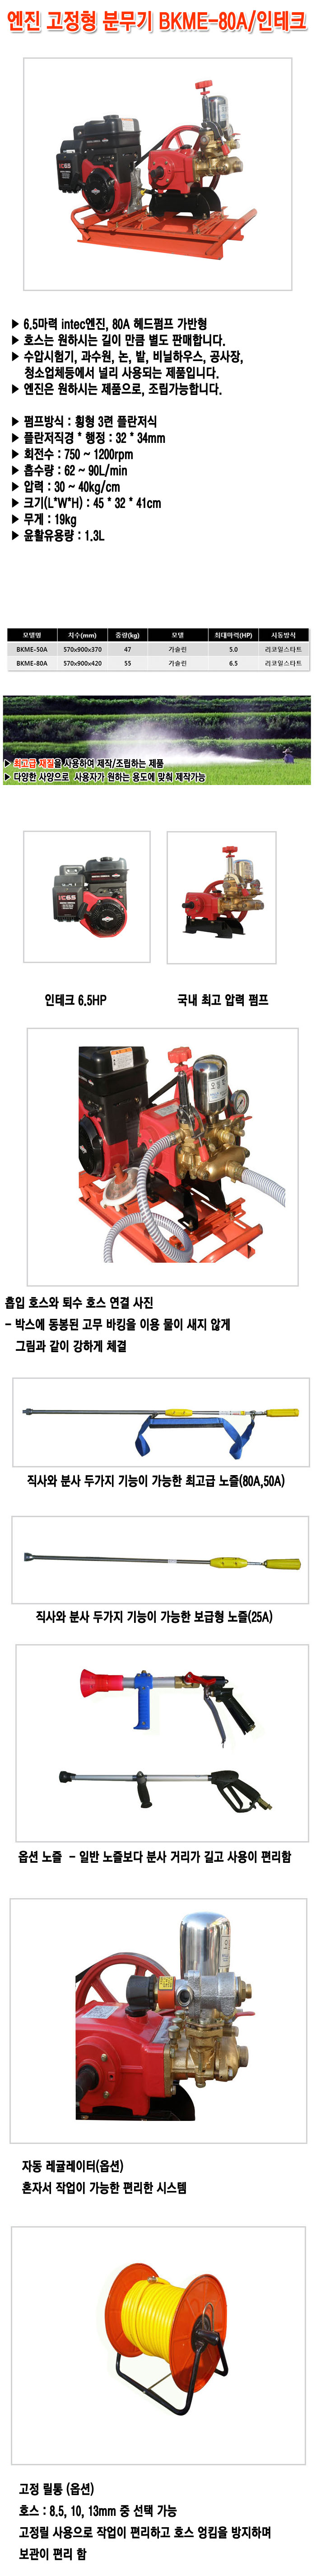 엔진 고정형 분무기 BKME-80A/인테크
▶ 6.5마력 intec엔진, 80A 헤드펌프 가반형
▶ 호스는 원하시는 길이 만큼 별도 판매합니다.
▶ 수압시험기, 과수원, 논, 밭, 비닐하우스, 공사장,
청소업체등에서 널리 사용되는 제품입니다.
▶ 엔진은 원하시는 제품으로, 조립가능합니다.
▶ 펌프방식 : 횡형 3련 플란저식
▶ 플란저직경 * 행정 : 32 * 34mm
▶ 회전수 : 750 ~ 1200rpm
▶ 흡수량 : 62 ~ 90L/min
▶ 압력 : 30 ~ 40kg/cm
▶ 크기(L*W*H) : 45 * 32 * 41cm
▶ 무게 : 19kg
▶ 윤활유용량 : 1.3L
모델명 치수(mm) 중량(kg) 모델 최대마력(HP) 시동방식
BKME-50A 570x900x370 47 가솔린 5.0 리코일스타트
BKME-80A 570x900x420 55 가솔린 6.5 리코일스타트
▶ 최고급 재질을 사용하여 제작/조립하는 제품
▶ 다양한 사양으로 사용자가 원하는 용도에 맞춰 제작가능
인테크 6.5HP 국내 최고 압력 펌프
흡입 호스와 퇴수 호스 연결 사진
- 박스에 동봉된 고무 바킹을 이용 물이 새지 않게
그림과 같이 강하게 체결
직사와 분사 두가지 기능이 가능한 최고급 노즐(80A,50A)
직사와 분사 두가지 기능이 가능한 보급형 노즐(25A)
옵션 노즐 - 일반 노즐보다 분사 거리가 길고 사용이 편리함
자동 레귤레이터(옵션)
혼자서 작업이 가능한 편리한 시스템
고정 릴통 (옵션)
호스 : 8.5, 10, 13mm 중 선택 가능
고정릴 사용으로 작업이 편리하고 호스 엉킴을 방지하며
보관이 편리 함